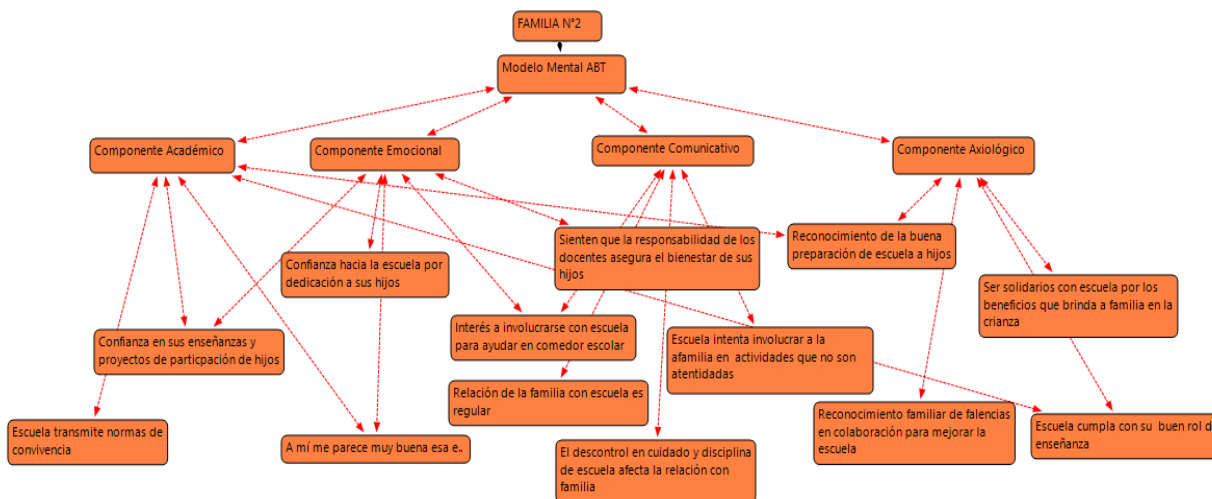 FAMILIA N°2
Modelo Mental ABT
Componente Académico
Componente Emocional
Componente Comunicativo
Componente Axiológico
Sienten que la responsabilidad de los
docentes asegura el bienestar de sus
hijos
Reconocimiento de la buena
preparación de escuela a hijos
Confianza hacia la escuela por
dedicación a sus hijos
Ser solidarios con escuela por los
beneficios que brinda a familia en la
crianza
Confianza en sus enseñanzas y
proyectos de particpación de hijos
Interés a involucrarse con escuela
para ayudar en comedor escolar
Escuela intenta involucrar a la
afamilia en actividades que no son
atentidadas
Relación de la familia con escuela es
regular
Reconocimiento familiar de falencias
en colaboración para mejorar la
escuela
Escuela cumpla con su buen rol d
enseñanza
Escuela transmite normas de
convivencia
A mí me parece muy buena esa e..
El descontrol en cuidado y disciplina
de escuela afecta la relación con
familia